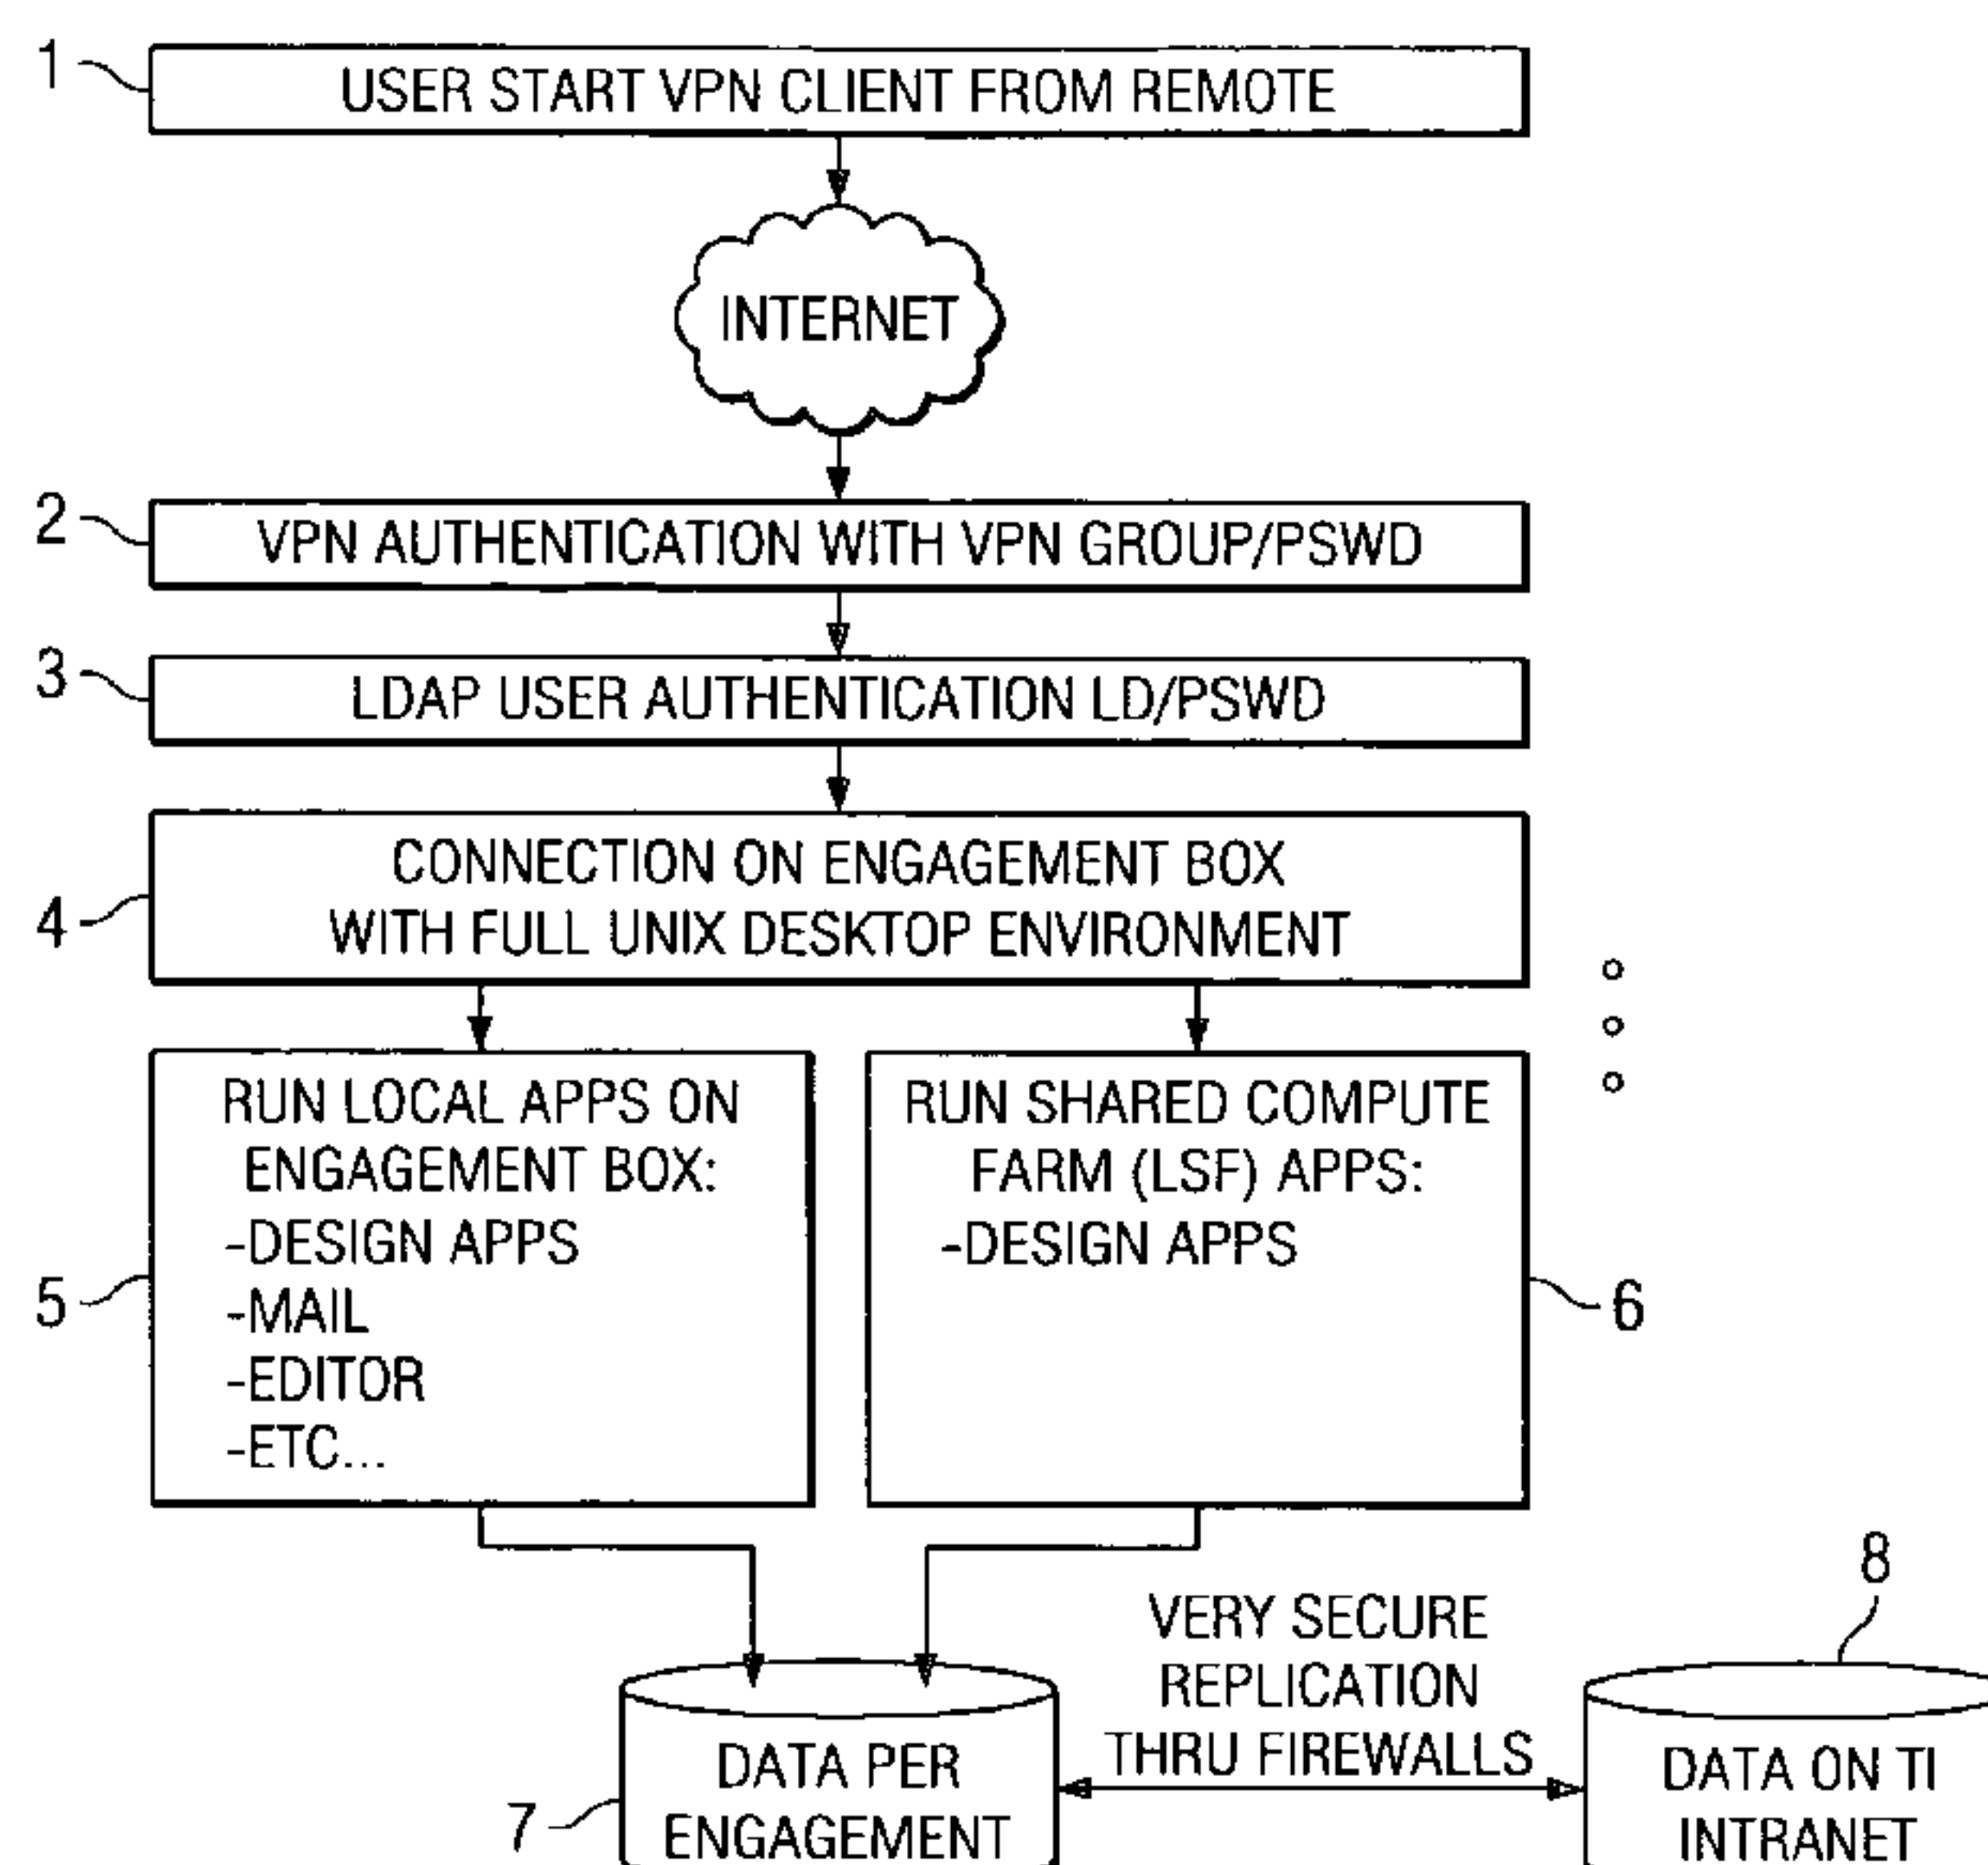 1
USER START VPN CLIENT FROM REMOTE
INTERNET
2
VPN AUTHENTICATION WITH VPN GROUP/PSWD
3
LDAP USER AUTHENTICATION LD/PSWD
4
CONNECTION ON ENGAGEMENT BOX
WITH FULL UNIX DESKTOP ENVIRONMENT
5
RUN LOCAL APPS ON
ENGAGEMENT BOX:
-DESIGN APPS
-MAIL
-EDITOR
-ETC...
RUN SHARED COMPUTE
FARM (LSF) APPS:
-DESIGN APPS
6
7
DATA PER
ENGAGEMENT
VERY SECURE
REPLICATION
THRU FIREWALLS
8
DATA ON TI
INTRANET